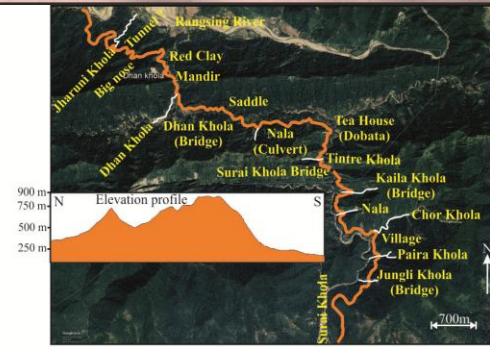 Rangsing River
Tunnel
Jharuni Khola
Big nose
Red Clay
Dhan khola
Mandir
Saddle
Dhan Khola
Dhan Khola
(Bridge)
Nala
(Culvert)
Tea House
(Dobata)
Surai Khola Bridge
Tintre Khola
Kaila Khola
(Bridge)
Nala
Chor Khola
Village
Paira Khola
Jungli Khola
(Bridge)
Surai Khola
N
700m
Elevation profile
N
S
900 m
750 m
500 m
250 m